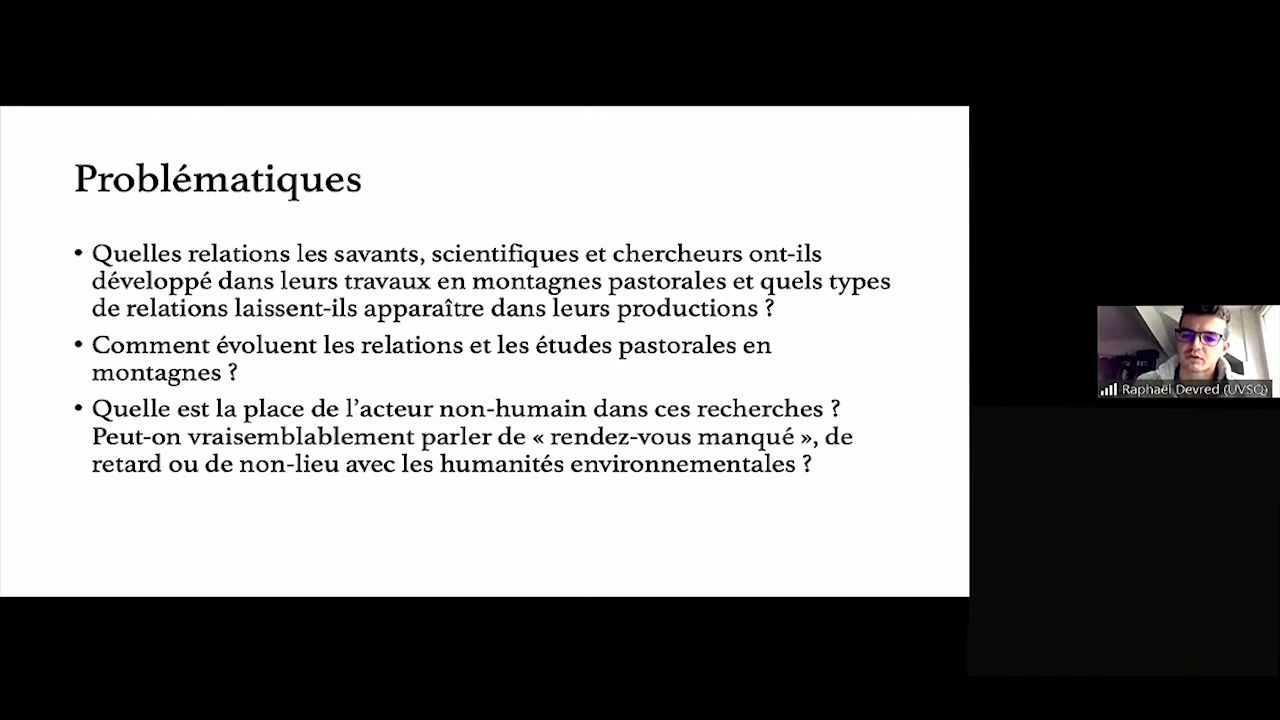 Problématiques
• Quelles relations les savants, scientifiques et chercheurs ont-ils
développé dans leurs travaux en montagnes pastorales et quels types
de relations laissent-ils apparaître dans leurs productions ?
• Comment évoluent les relations et les études pastorales en
montagnes ?
• Quelle est la place de l’acteur non-humain dans ces recherches ?
Peut-on vraisemblablement parler de « rendez-vous manqué », de
retard ou de non-lieu avec les humanités environnementales ?
Raphaël Devred (UVSQ)